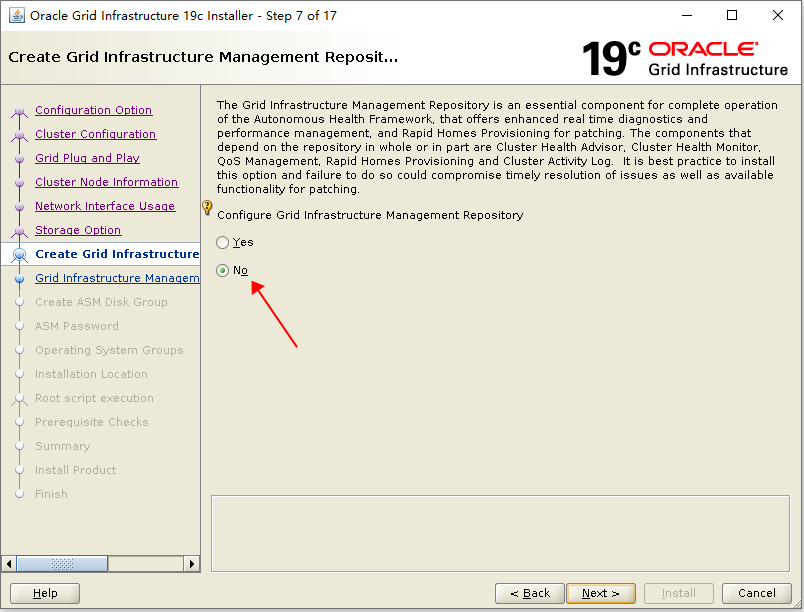 Oracle Grid Infrastructure 19c Installer - Step 7 of 17
Create Grid Infrastructure Management Reposit...
19c ORACLE
Grid Infrastructure
Configuration Option
Cluster Configuration
Grid Plug and Play
Cluster Node Information
Network Interface Usage
Storage Option
Create Grid Infrastructure
Grid Infrastructure Managem
Create ASM Disk Group
ASM Password
Operating System Groups
Installation Location
Root script execution
Prerequisite Checks
Summary
Install Product
Finish
The Grid Infrastructure Management Repository is an essential component for complete operation
of the Autonomous Health Framework, that offers enhanced real time diagnostics and
performance management, and Rapid Homes Provisioning for patching. The components that
depend on the repository in whole or in part are Cluster Health Advisor, Cluster Health Monitor,
QoS Management, Rapid Homes Provisioning and Cluster Activity Log.  It is best practice to install
this option and failure to do so could compromise timely resolution of issues as well as available
functionality for patching.
Configure Grid Infrastructure Management Repository
Yes
No
Help
< Back
Next >
Install
Cancel